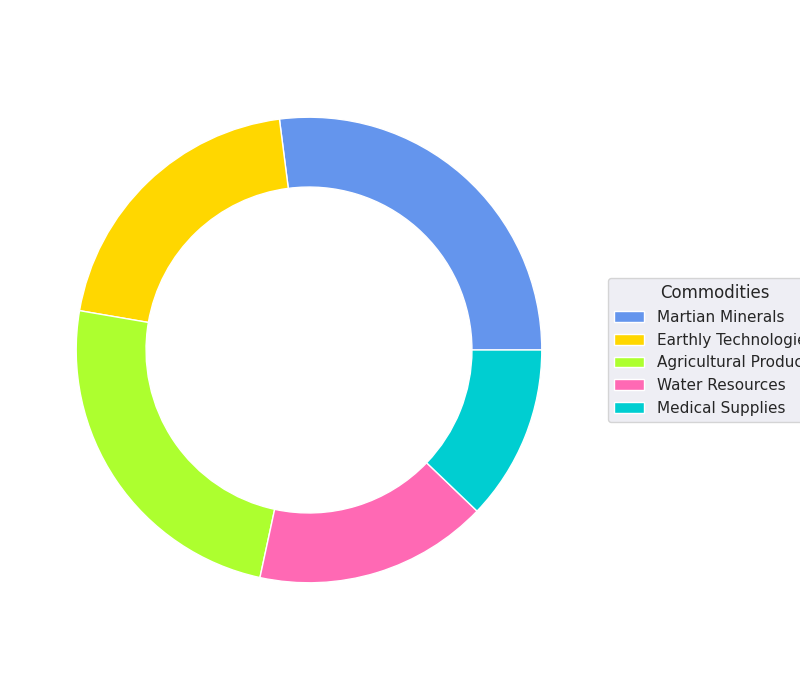 Commodities
Martian Minerals
Earthly Technologie
Agricultural Produc
Water Resources
Medical Supplies